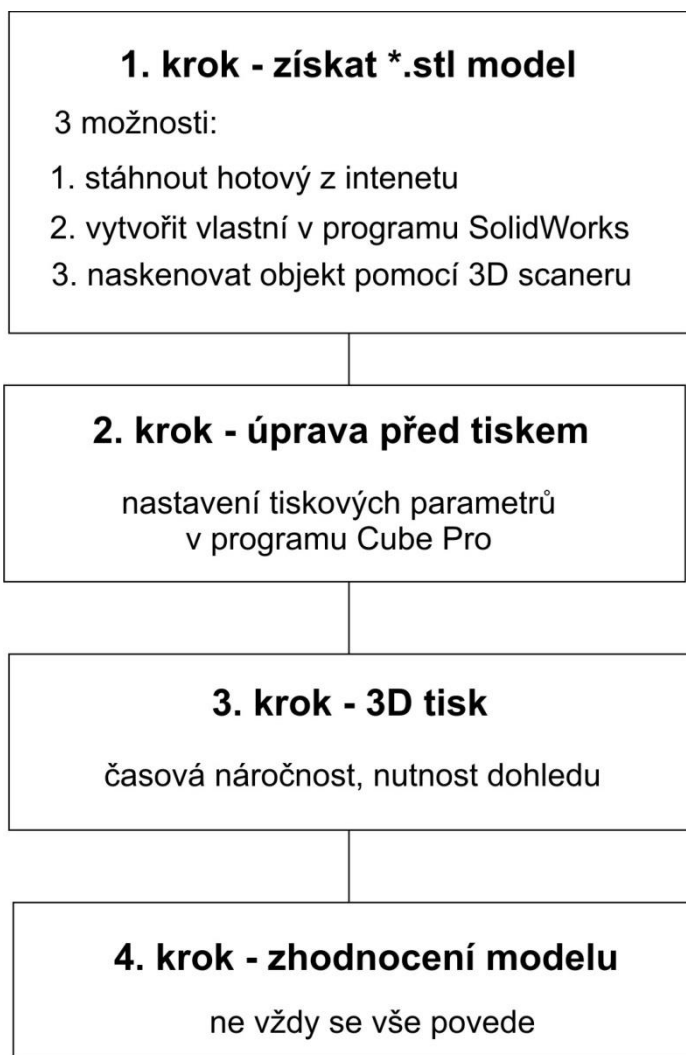 1. krok - získat *.stl model
3 možnosti:
1. stáhnout hotový z intenetu
2. vytvořit vlastní v programu SolidWorks
3. naskenovat objekt pomocí 3D scaneru
2. krok - úprava před tiskem
nastavení tiskových parametrů
v programu Cube Pro
3. krok - 3D tisk
časová náročnost, nutnost dohledu
4. krok - zhodnocení modelu
ne vždy se vše povede